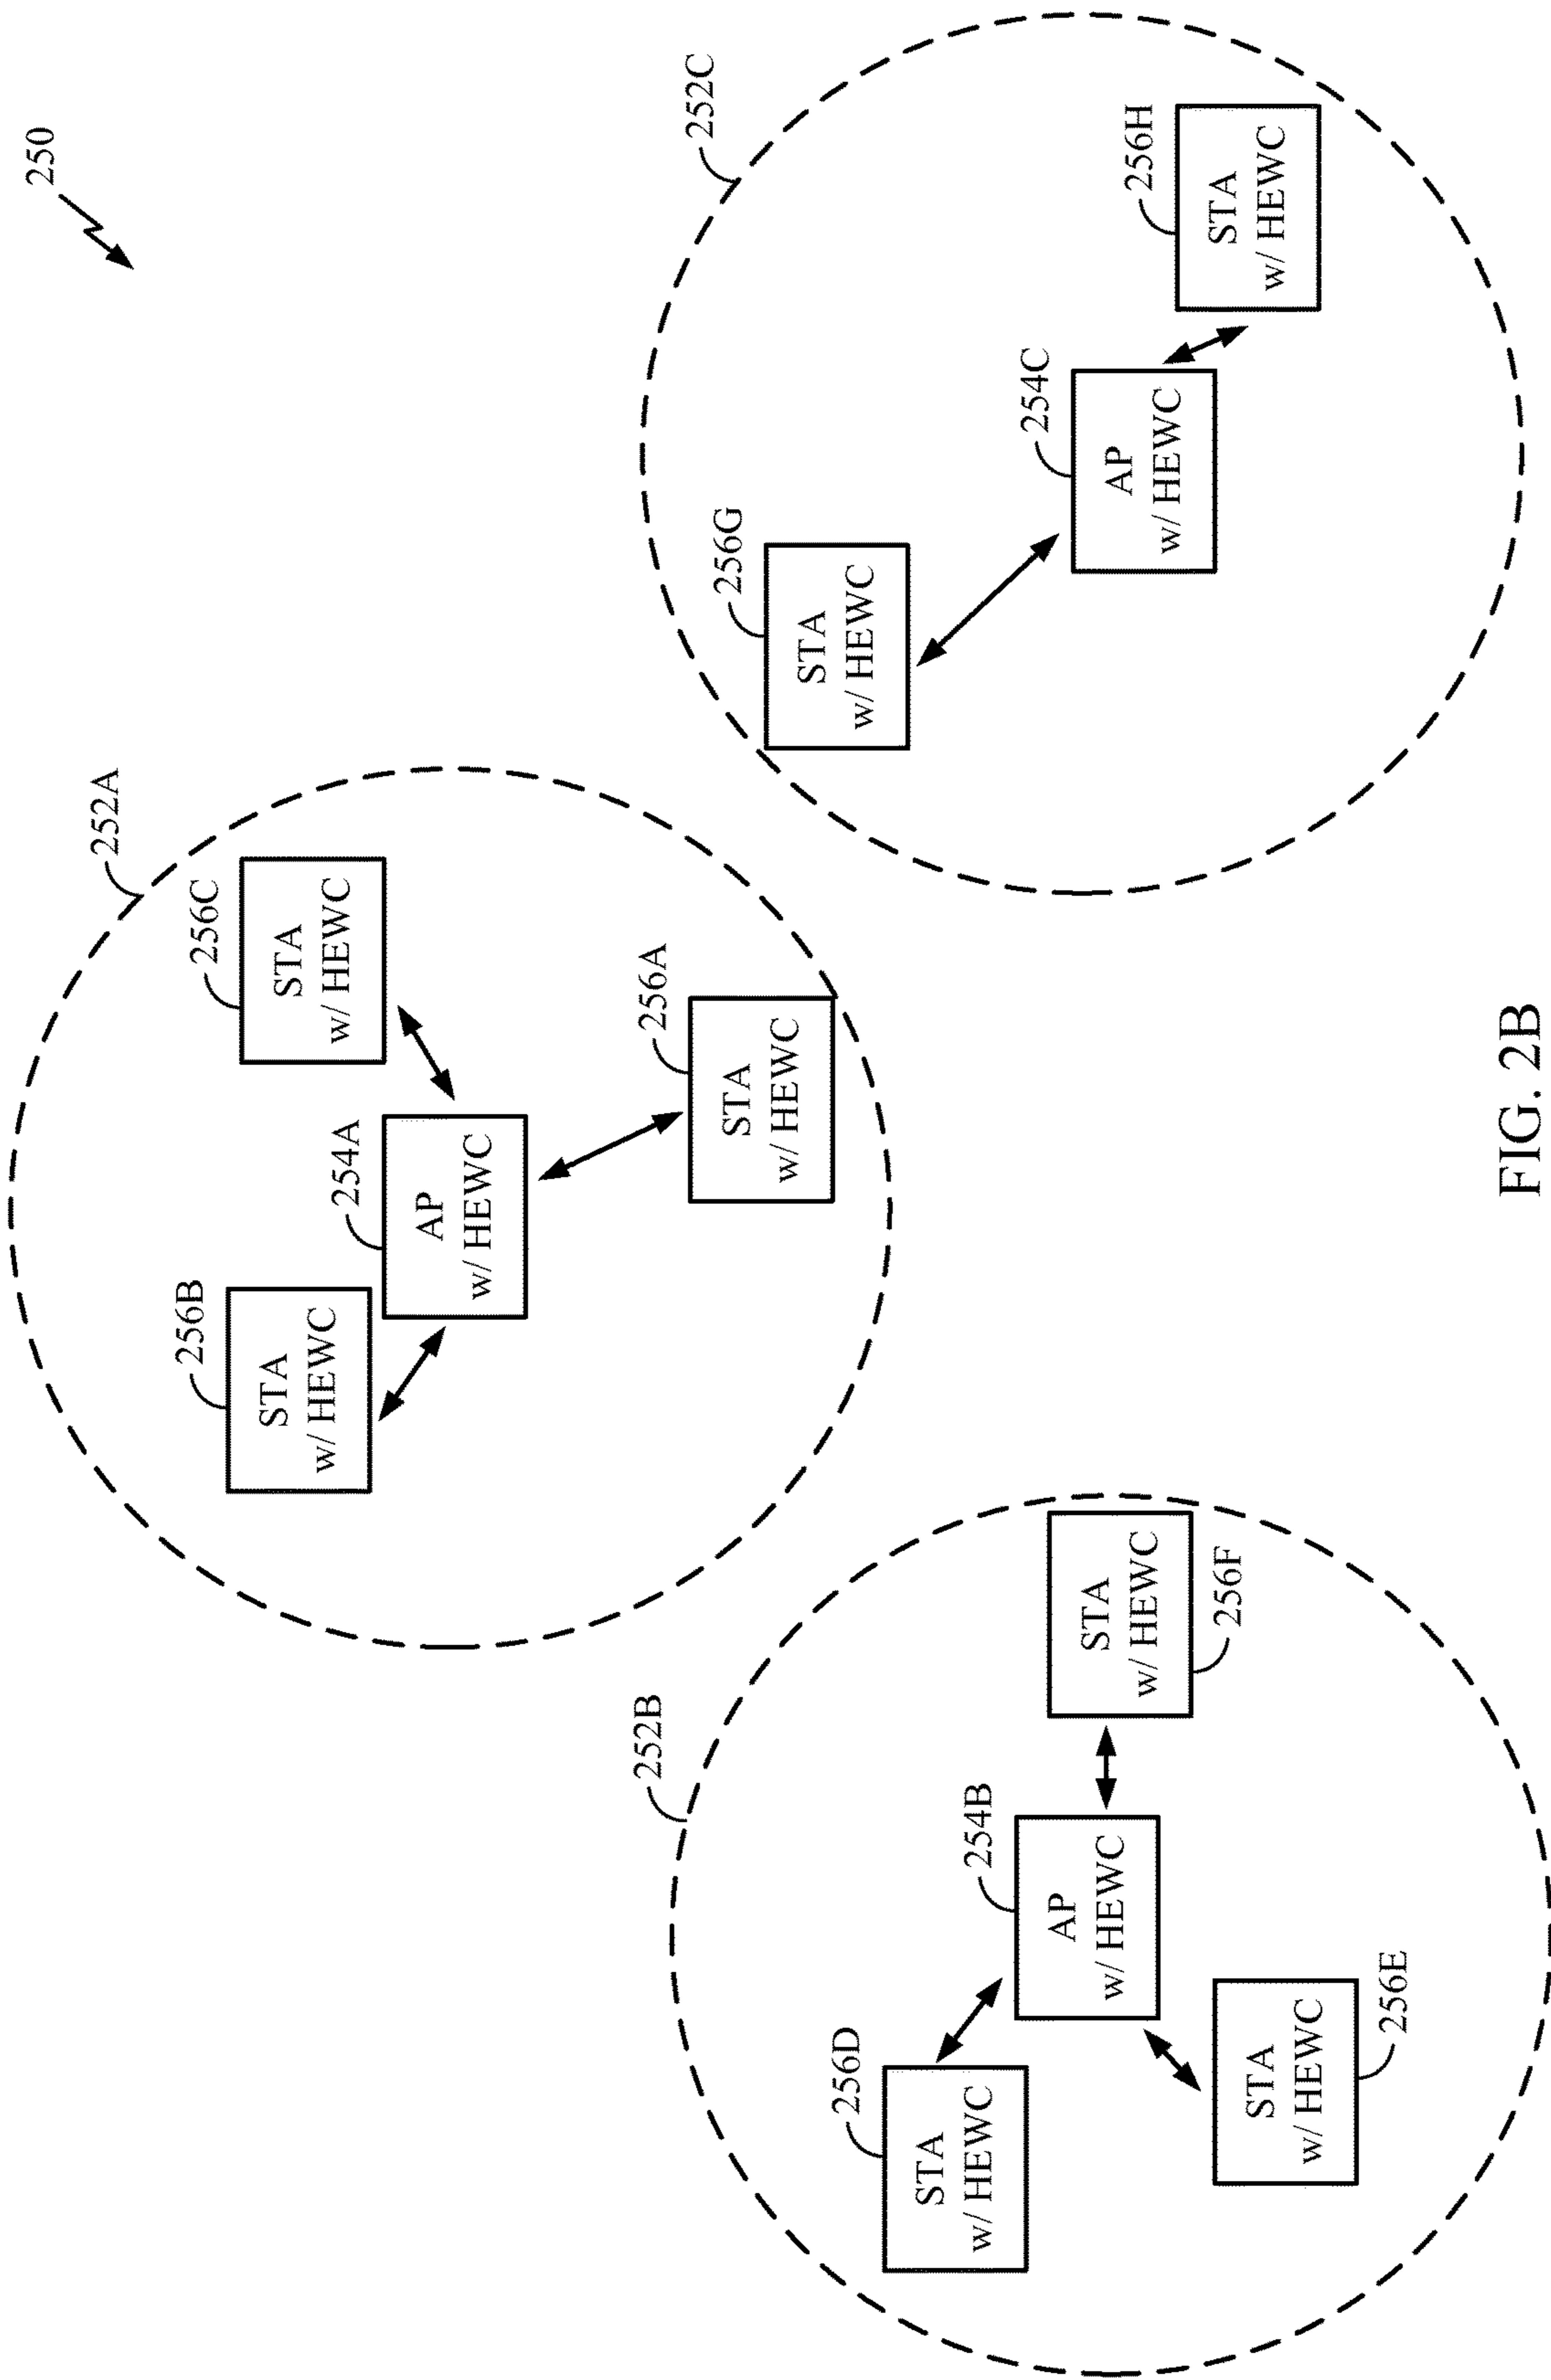 250
252A
256B
STA
w/ HEWC
256C
STA
w/ HEWC
254A
AP
w/ HEWC
256A
STA
w/ HEWC
252B
256D
STA
w/ HEWC
254B
AP
w/ HEWC
STA
w/ HEWC
256F
STA
w/ HEWC
256E
252C
256G
STA
w/ HEWC
254C
AP
w/ HEWC
256H
STA
w/ HEWC
FIG. 2B